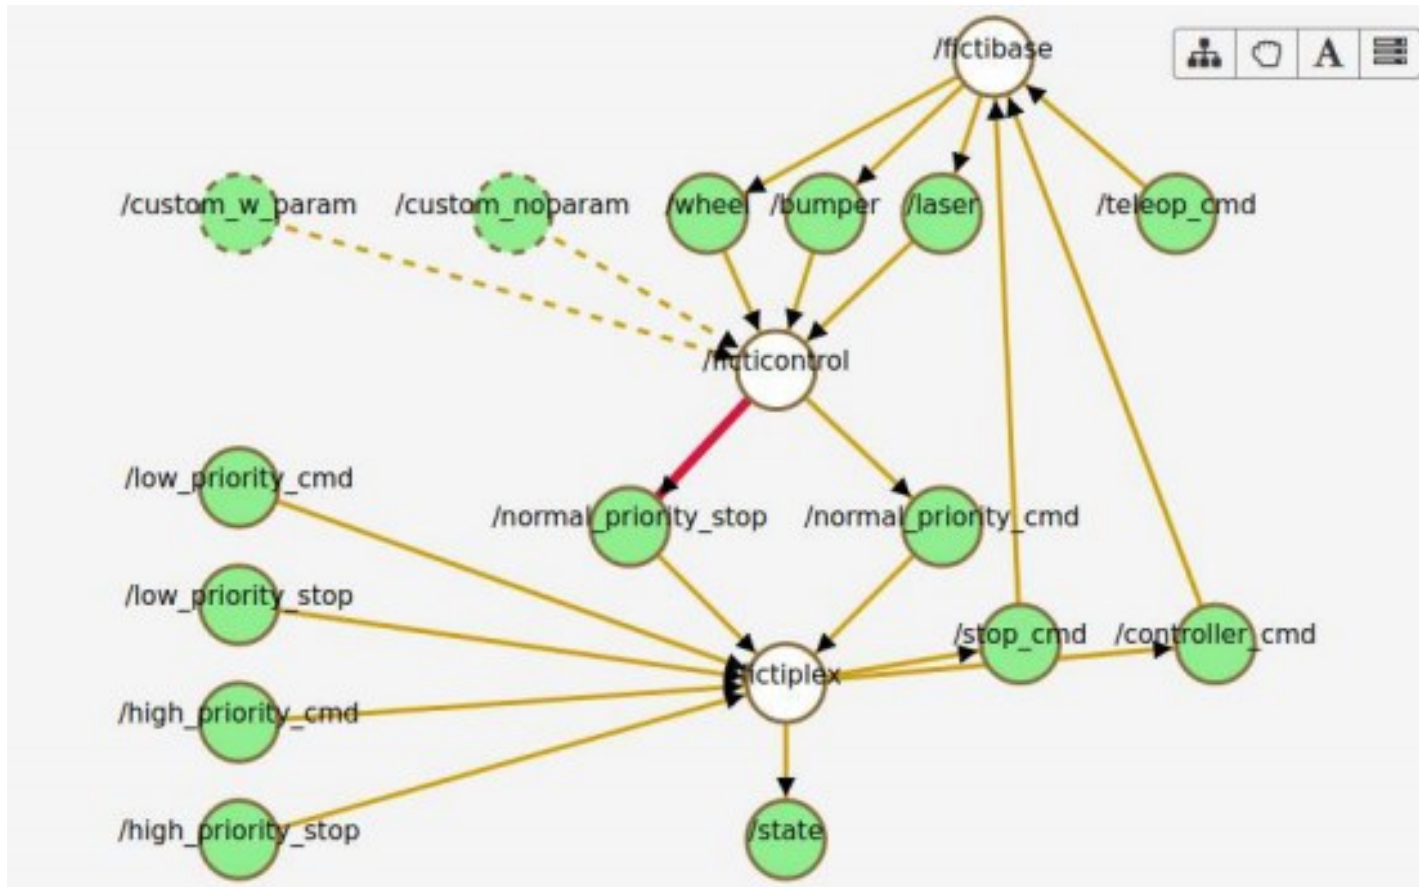 /fictibase
A
/custom_w_param
/custom_noparam
/wheel
/bumper
/laser
/teleop_cmd
/ficticontrol
/low_priority_cmd
/normal_priority_stop
/normal_priority_cmd
/low_priority_stop
/stop_cmd
/controller_cmd
/fictiplex
/high_priority_cmd
/high_priority_stop
/state